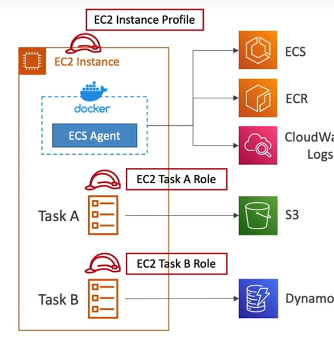 EC2 Instance Profile
EC2 Instance
docker
ECS Agent
ECS
ECR
CloudWa
Logs
EC2 Task A Role
Task A
S3
EC2 Task B Role
Task B
Dynamo